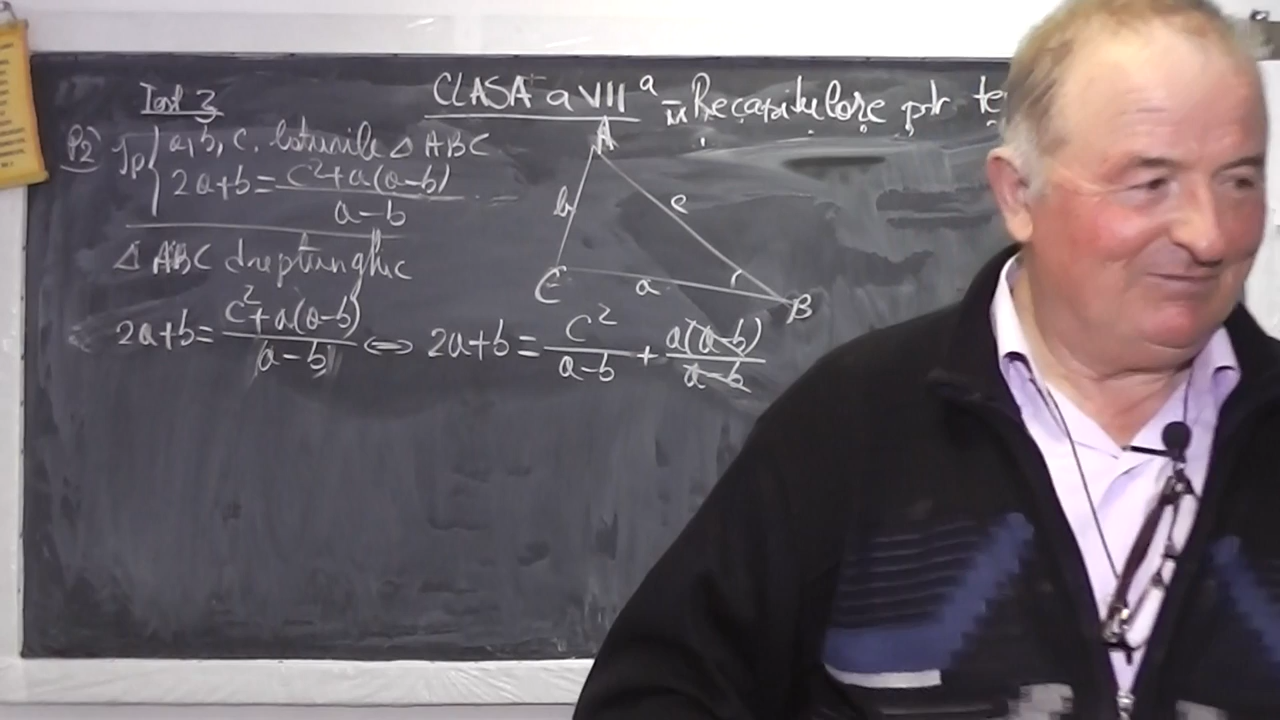 Test 3
CLASA a VII a - Recapitulare ptr te
P2) Ip { a, b, c. laturile △ ABC
2a+b = c²+a(a-b) / a-b
△ ABC dreptunghic
A
b
c
C
a
B
2a+b = c²+a(a-b) / a-b ⇔ 2a+b = c² / a-b + a(a-b) / a-b